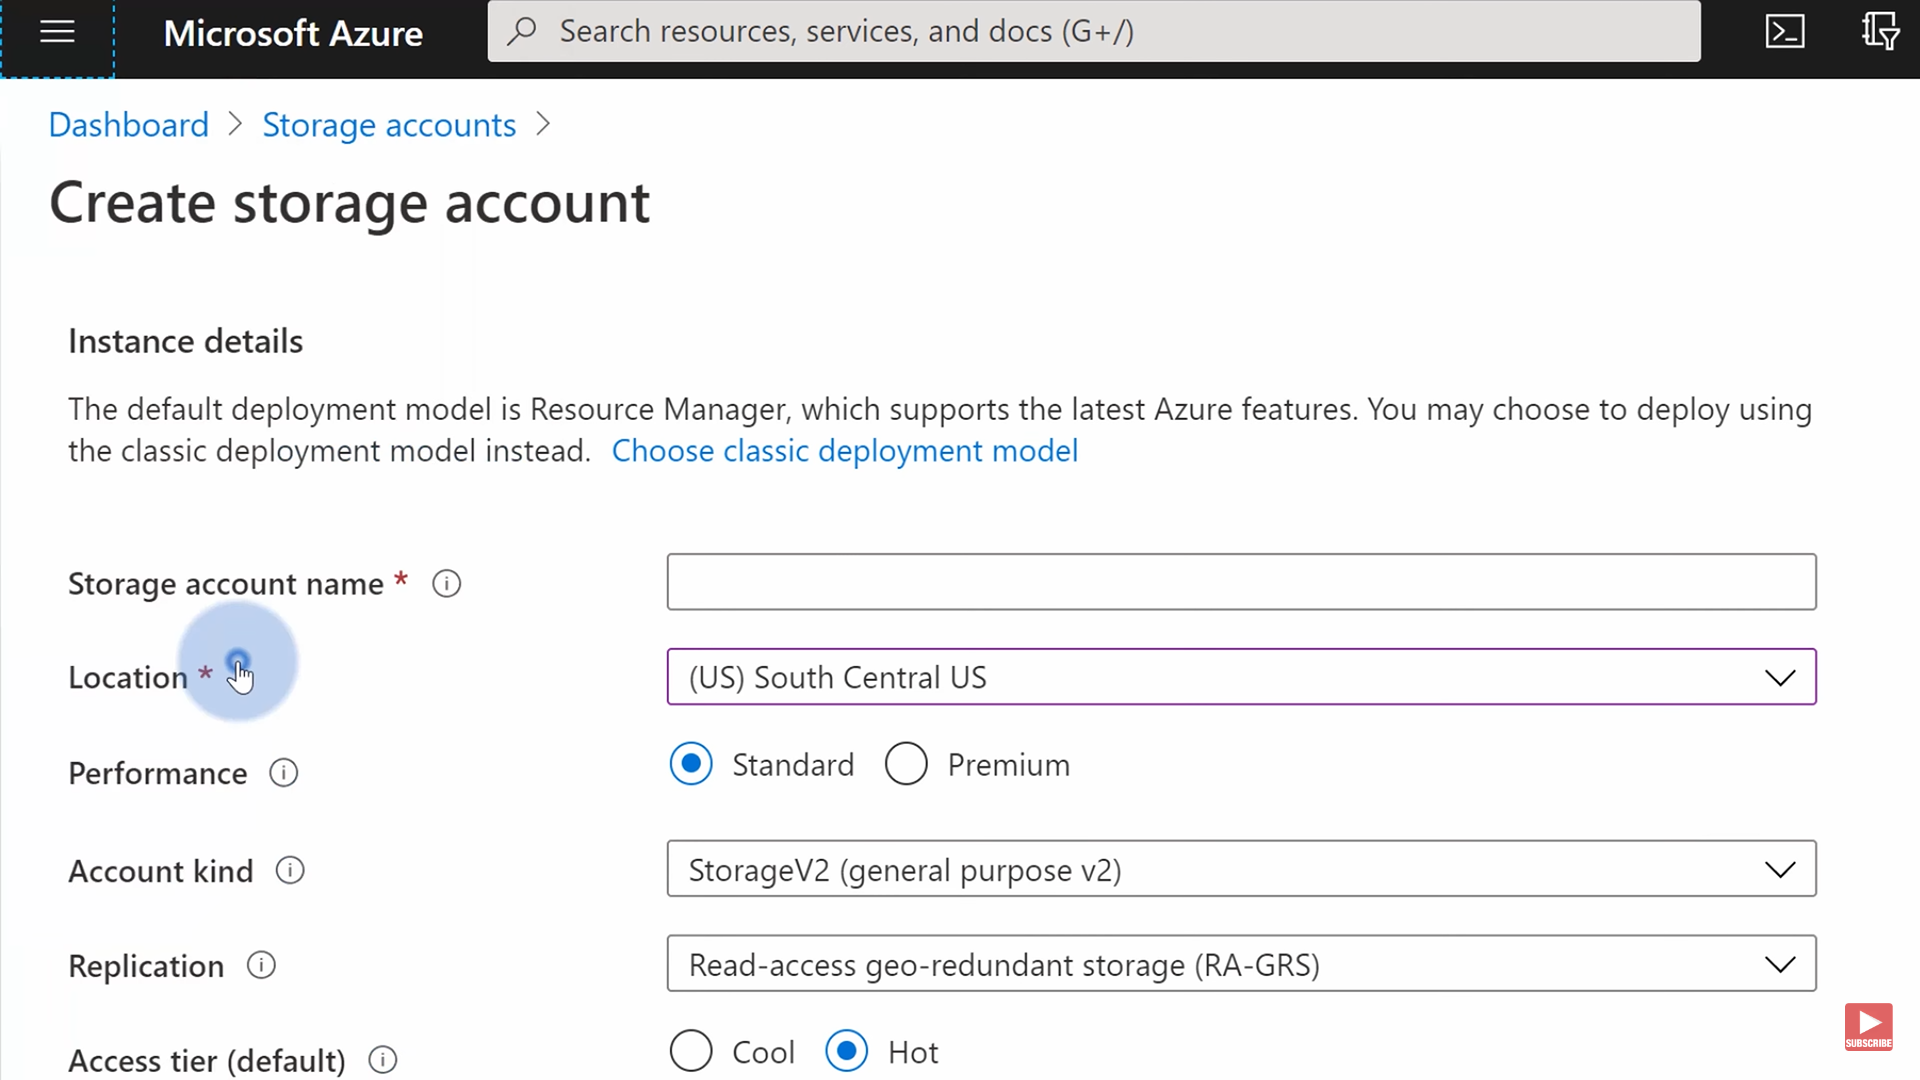 Microsoft Azure
Search resources, services, and docs (G+/)
Dashboard > Storage accounts >
Create storage account
Instance details
The default deployment model is Resource Manager, which supports the latest Azure features. You may choose to deploy using
the classic deployment model instead. Choose classic deployment model
Storage account name *
Location * (US) South Central US
Performance Standard Premium
Account kind StorageV2 (general purpose v2)
Replication Read-access geo-redundant storage (RA-GRS)
Access tier (default) Cool Hot
SUBSCRIBE